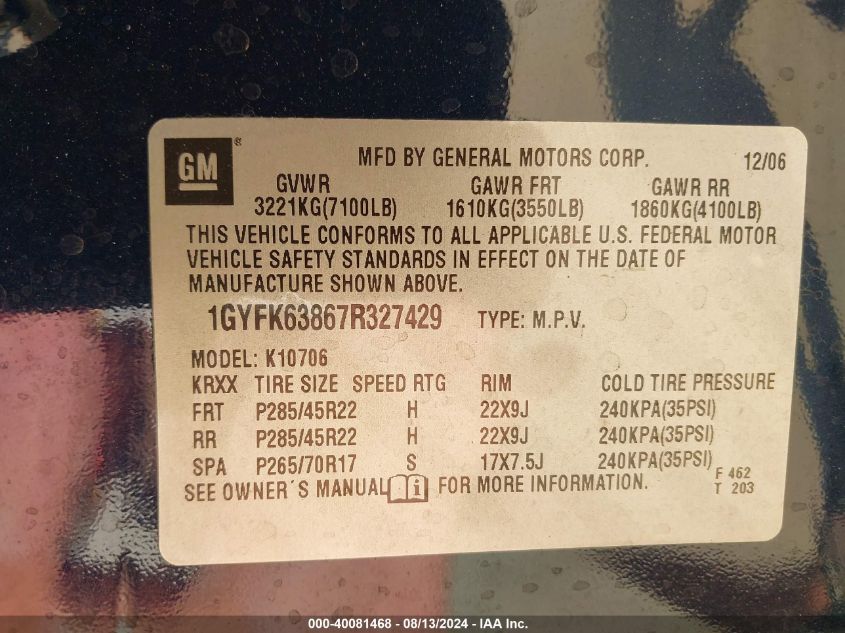 GM ® MFD BY GENERAL MOTORS CORP. 12/06
GVWR GAWR FRT GAWR RR
3221KG(7100LB) 1610KG(3550LB) 1860KG(4100LB)
THIS VEHICLE CONFORMS TO ALL APPLICABLE U.S. FEDERAL MOTOR
VEHICLE SAFETY STANDARDS IN EFFECT ON THE DATE OF
MANUFACTURE SHOWN ABOVE.
1GYFK63867R327429 TYPE: M.P.V.
MODEL: K10706
KRXX TIRE SIZE SPEED RTG RIM COLD TIRE PRESSURE
FRT P285/45R22 H 22X9J 240KPA(35PSI)
RR P285/45R22 H 22X9J 240KPA(35PSI)
SPA P265/70R17 S 17X7.5J 240KPA(35PSI)
SEE OWNER´S MANUAL i FOR MORE INFORMATION.
F 462
T 203
000-40081468 - 08/13/2024 - IAA Inc.